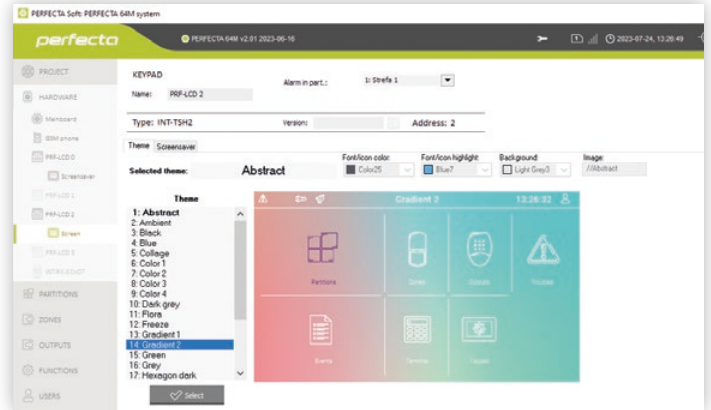 PERFECTA Soft: PERFECTA 64M system
perfecta
PERFECTA 64M v2.01 2023-06-16
1
2023-07-24, 13:26:49
PROJECT
HARDWARE
Mainboard
GSM phone
PRF-LCD 0
Screensaver
PRF-LCD 1
PRF-LCD 2
Screen
PRF-LCD 3
PARTITIONS
ZONES
OUTPUTS
FUNCTIONS
USERS
KEYPAD
Name: PRF-LCD 2
Alarm in part.: 1: Strefa 1
Type: INT-TSH2
Version:
Address: 2
Theme Screensaver
Selected theme: Abstract
Font/icon color: Color25
Font/icon highlight: Blue7
Background: Light Grey3
Image: //Abstract
Theme
1: Abstract
2: Ambient
3: Black
4: Blue
5: Collage
6: Color 1
7: Color 2
8: Color 3
9: Color 4
10: Dark grey
11: Flora
12: Freeze
13: Gradient 1
14: Gradient 2
15: Green
16: Grey
17: Hexagon dark
Select
Gradient 2
13:26:32
Partitions
Zones
Outputs
Troubles
Events
Terminal